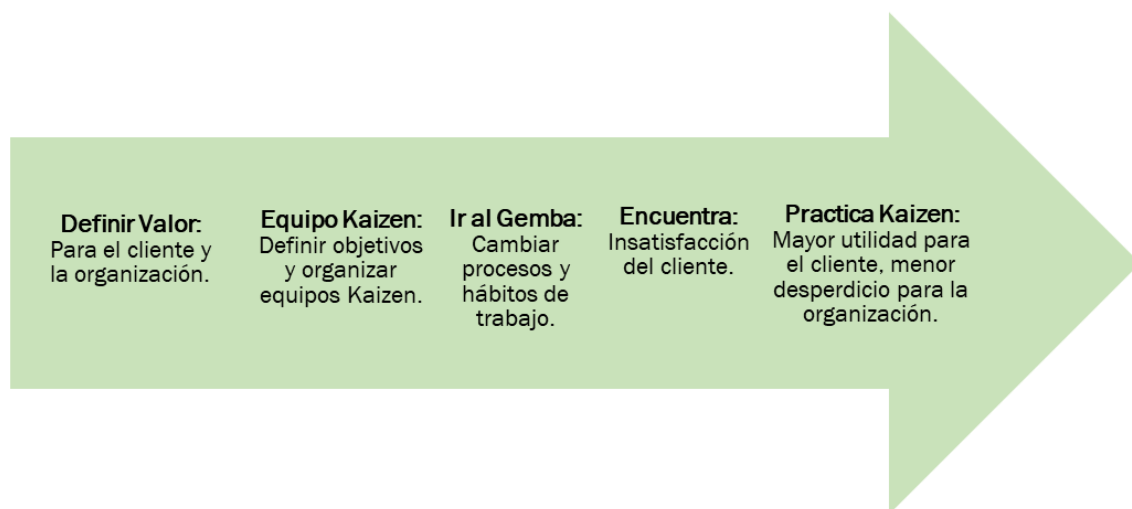 Definir Valor:
Para el cliente y
la organización.
Equipo Kaizen:
Definir objetivos
y organizar
equipos Kaizen.
Ir al Gemba:
Cambiar
procesos y
hábitos de
trabajo.
Encuentra:
Insatisfacción
del cliente.
Practica Kaizen:
Mayor utilidad para
el cliente, menor
desperdicio para la
organización.